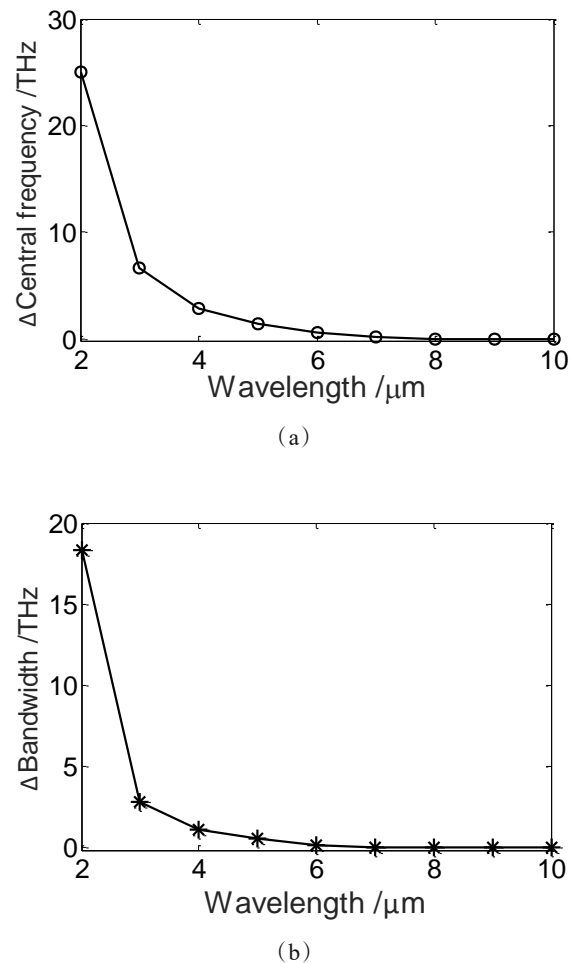 30
20
10
0
ΔCentral frequency /THz
2 4 6 8 10
Wavelength /μm
(a)
20
15
10
5
0
ΔBandwidth /THz
2 4 6 8 10
Wavelength /μm
(b)